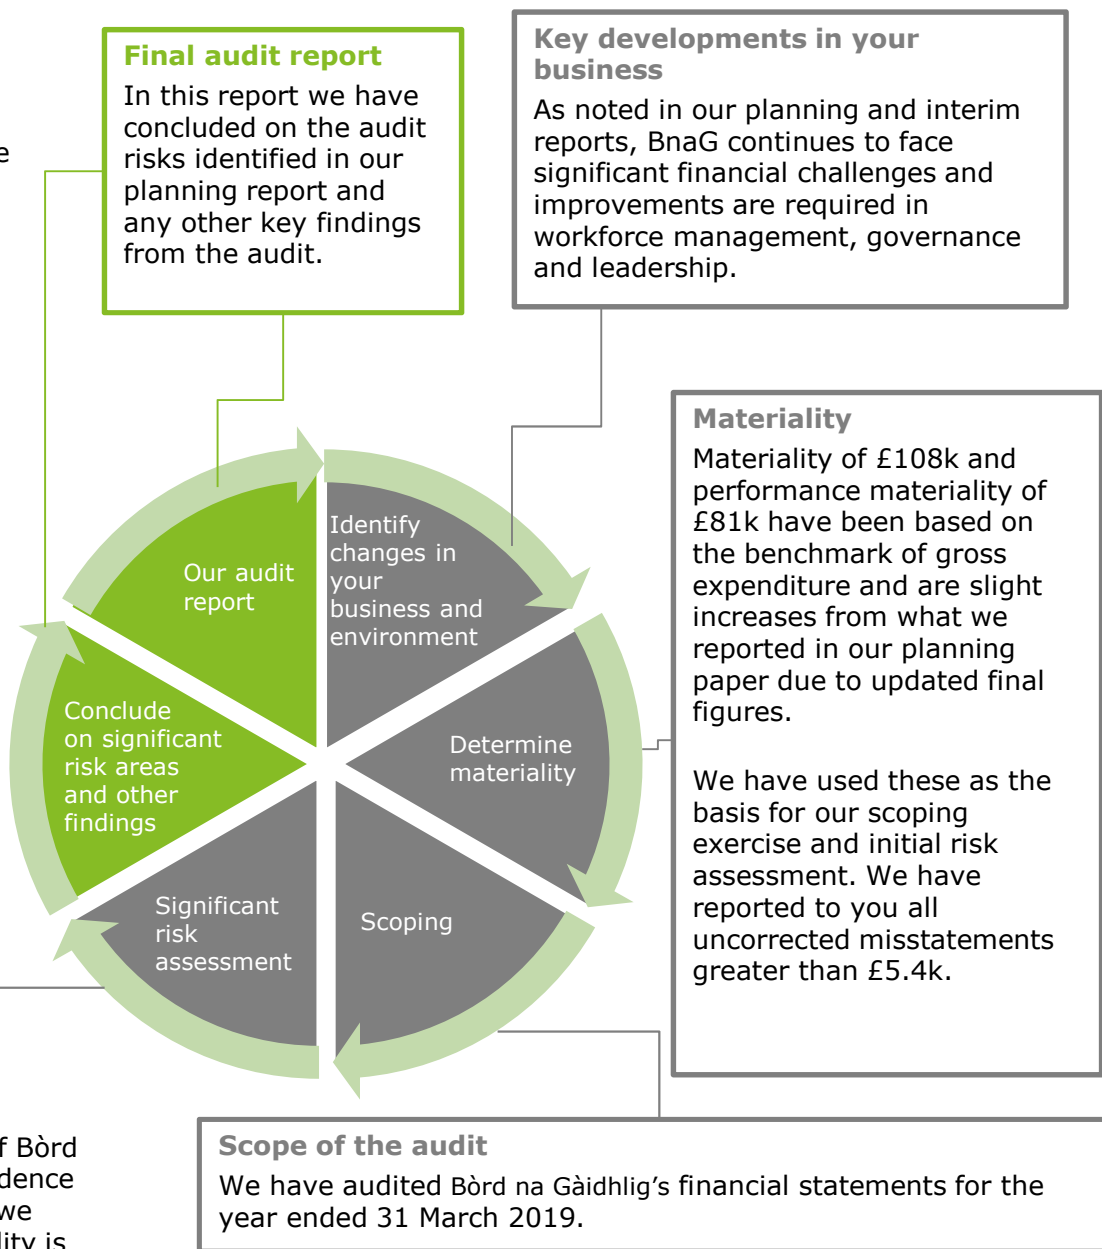 Final audit report
In this report we have
concluded on the audit
risks identified in our
planning report and
any other key findings
from the audit.
Key developments in your
business
As noted in our planning and interim
reports, BnaG continues to face
significant financial challenges and
improvements are required in
workforce management, governance
and leadership.
e
Materiality
Materiality of £108k and
performance materiality of
£81k have been based on
the benchmark of gross
expenditure and are slight
increases from what we
reported in our planning
paper due to updated final
figures.
We have used these as the
basis for our scoping
exercise and initial risk
assessment. We have
reported to you all
uncorrected misstatements
greater than £5.4k.
Identify
changes in
your
business and
environment
Our audit
report
Determine
materiality
Conclude
on significant
risk areas
and other
findings
Significant
risk
assessment
Scoping
f Bòrd
dence
we
lity is
Scope of the audit
We have audited Bòrd na Gàidhlig’s financial statements for the
year ended 31 March 2019.